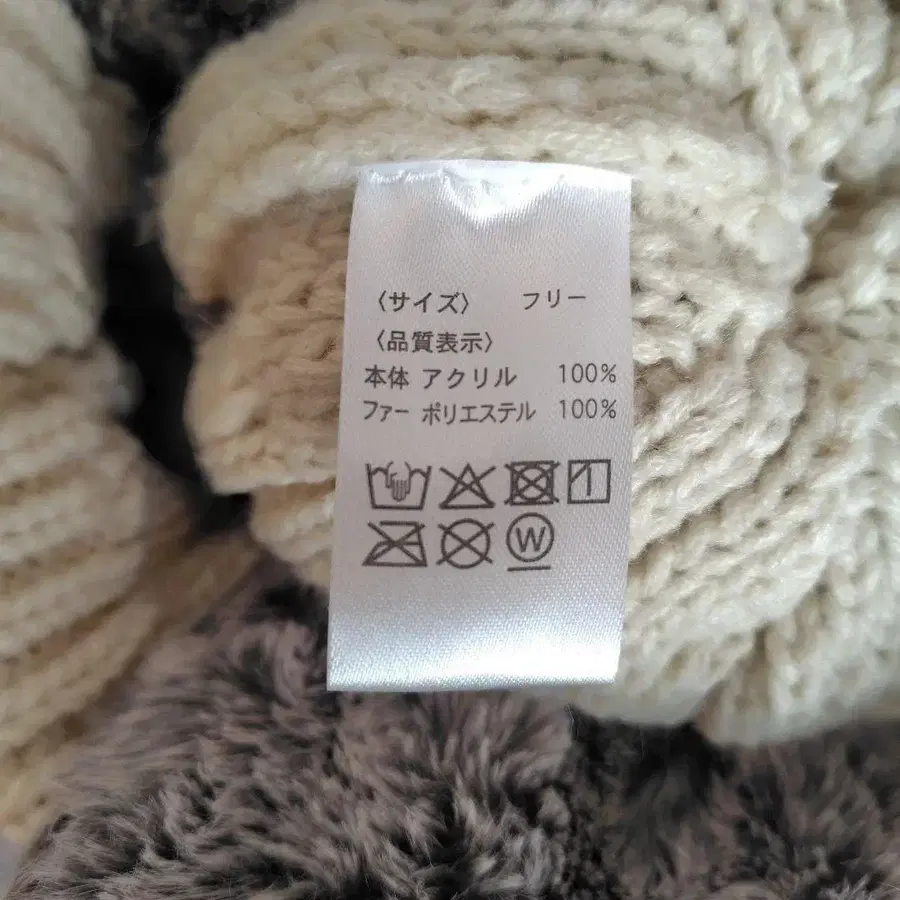 〈サイズ〉 フリー
〈品質表示〉
本体 アクリル 100%
ファー ポリエステル 100%
W